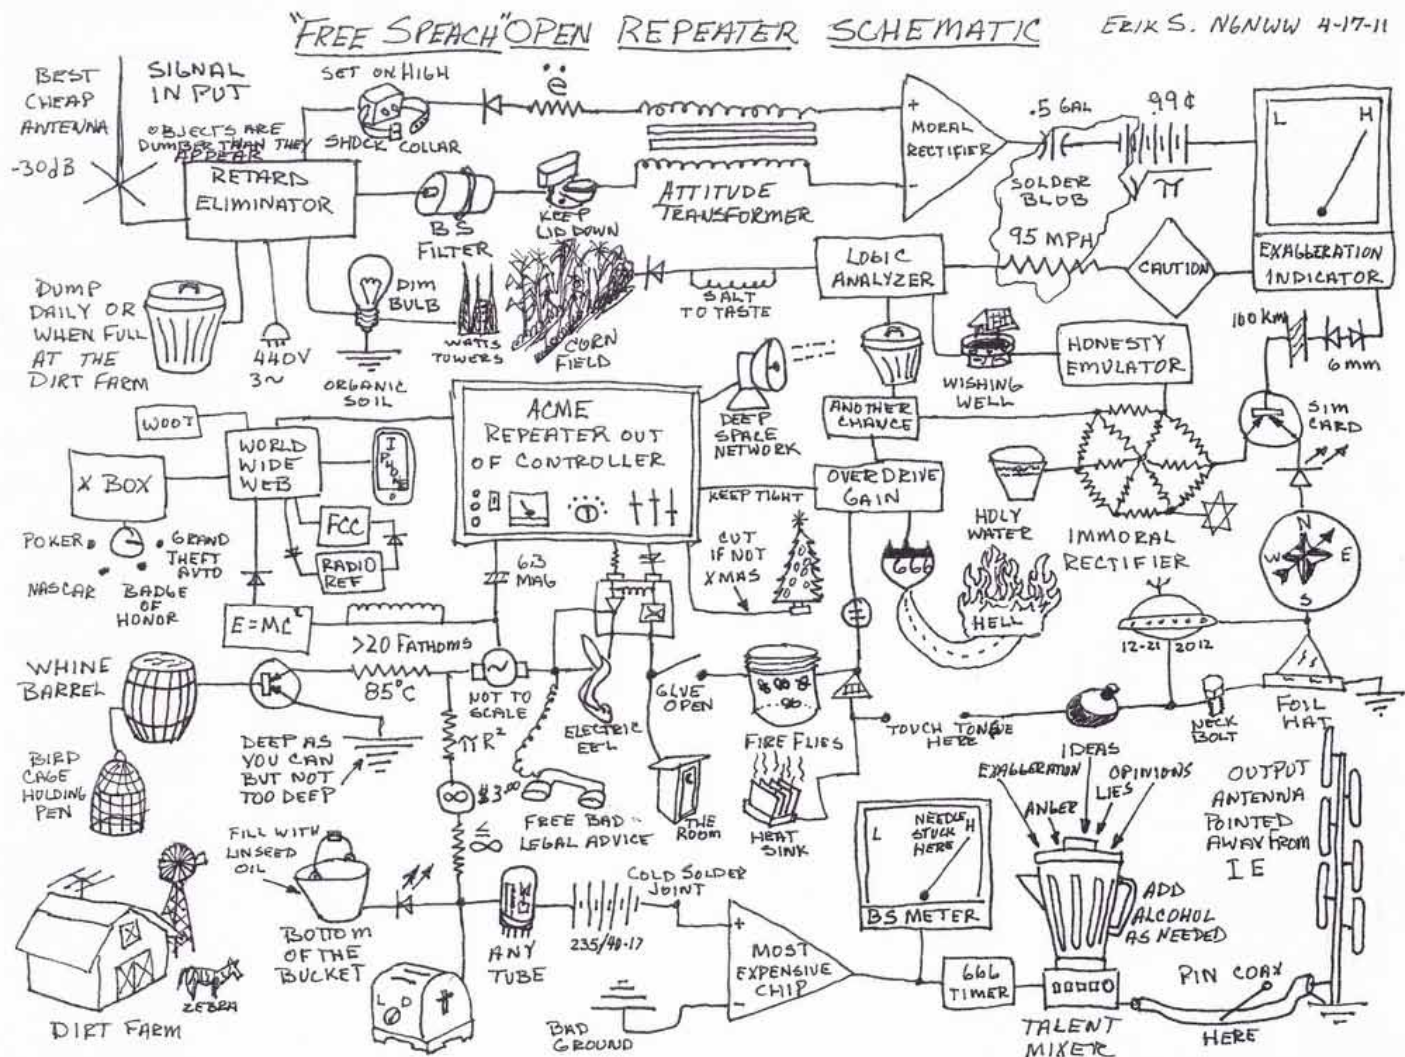 "FREE SPEACH" OPEN REPEATER SCHEMATIC
ERIK S. N6NWW 4-17-11
BEST
CHEAP
ANTENNA
-30dB
SIGNAL
IN PUT
OBJECTS ARE
DUMBER THAN THEY
APPEAR
RETARD
ELIMINATOR
SET ON HIGH
SHOCK COLLAR
BS
FILTER
KEEP
LID DOWN
ATTITUDE
TRANSFORMER
+
MORAL
RECTIFIER
-
.5 GAL
.99¢
SOLDER
BLOB
π
L H
EXAGGERATION
INDICATOR
DUMP
DAILY OR
WHEN FULL
AT THE
DIRT FARM
440V
3~
DIM
BULB
ORGANIC
SOIL
WATTS
TOWERS
CORN
FIELD
SALT
TO TASTE
LOGIC
ANALYZER
95 MPH
CAUTION
100 KM
6 mm
WISHING
WELL
HONESTY
EMULATOR
SIM
CARD
WOOT
WORLD
WIDE
WEB
I
PHONE
X BOX
POKER
GRAND
THEFT
AUTO
NASCAR
BADGE
OF
HONOR
FCC
RADIO
REF
E=MC²
ACME
REPEATER OUT
OF CONTROLLER
DEEP
SPACE
NETWORK
ANOTHER
CHANCE
OVERDRIVE
GAIN
KEEP TIGHT
CUT
IF NOT
XMAS
666
HELL
HOLY
WATER
IMMORAL
RECTIFIER
N
W E
S
12-21 2012
63
MAG
>20 FATHOMS
85°C
NOT TO
SCALE
WHINE
BARREL
BIRD
CAGE
HOLDING
PEN
DEEP AS
YOU CAN
BUT NOT
TOO DEEP
πR²
∞
$3.00
≤
∞
ELECTRIC
EEL
FREE BAD
LEGAL ADVICE
GLUE
OPEN
THE
ROOM
FIRE FLIES
HEAT
SINK
TOUCH TONGUE
HERE
NECK
BOLT
FOIL
HAT
FILL WITH
LINSEED
OIL
BOTTOM
OF THE
BUCKET
L D
ANY
TUBE
235/40-17
COLD SOLDER
JOINT
BAD
GROUND
+
MOST
EXPENSIVE
CHIP
-
L H
NEEDLE
STUCK
HERE
BS METER
666
TIMER
IDEAS
EXAGGERATION
OPINIONS
ANGER
LIES
ADD
ALCOHOL
AS NEEDED
TALENT
MIXER
OUTPUT
ANTENNA
POINTED
AWAY FROM
IE
PIN COAX
HERE
ZEBRA
DIRT FARM